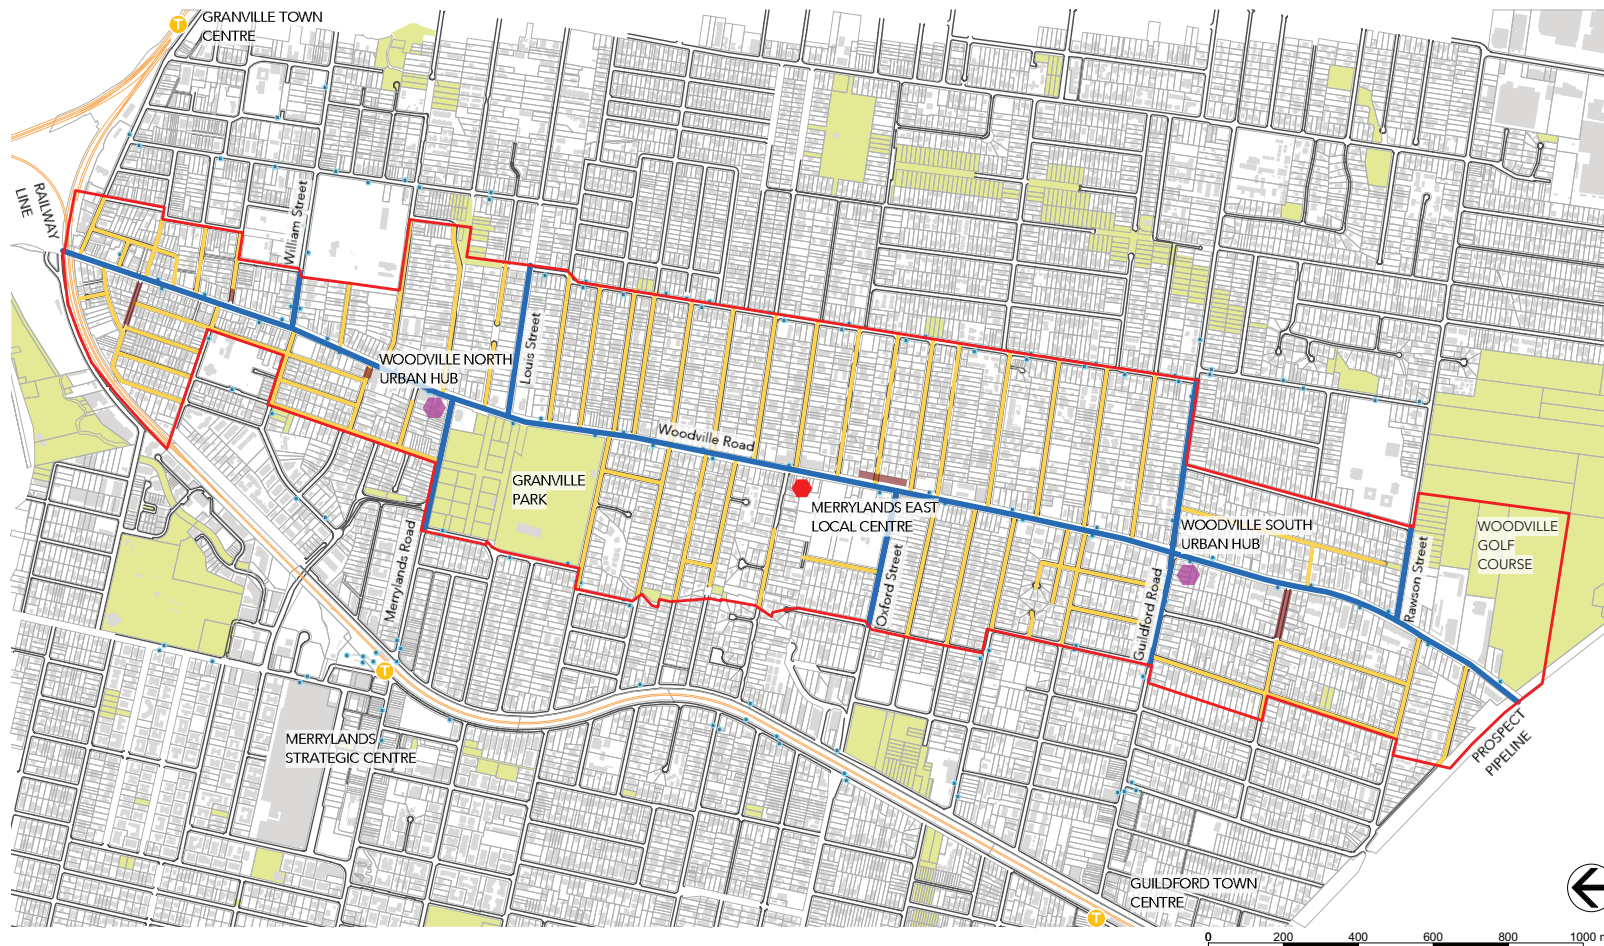 T
GRANVILLE TOWN
CENTRE
RAILWAY
LINE
William Street
Louis Street
WOODVILLE NORTH
URBAN HUB
Woodville Road
GRANVILLE
PARK
MERRYLANDS EAST
LOCAL CENTRE
WOODVILLE SOUTH
URBAN HUB
WOODVILLE
GOLF
COURSE
Merrylands Road
Oxford Street
Guildford Road
Rawson Street
T
MERRYLANDS
STRATEGIC CENTRE
PROSPECT
PIPELINE
GUILDFORD TOWN
CENTRE
T
0 200 400 600 800 1000